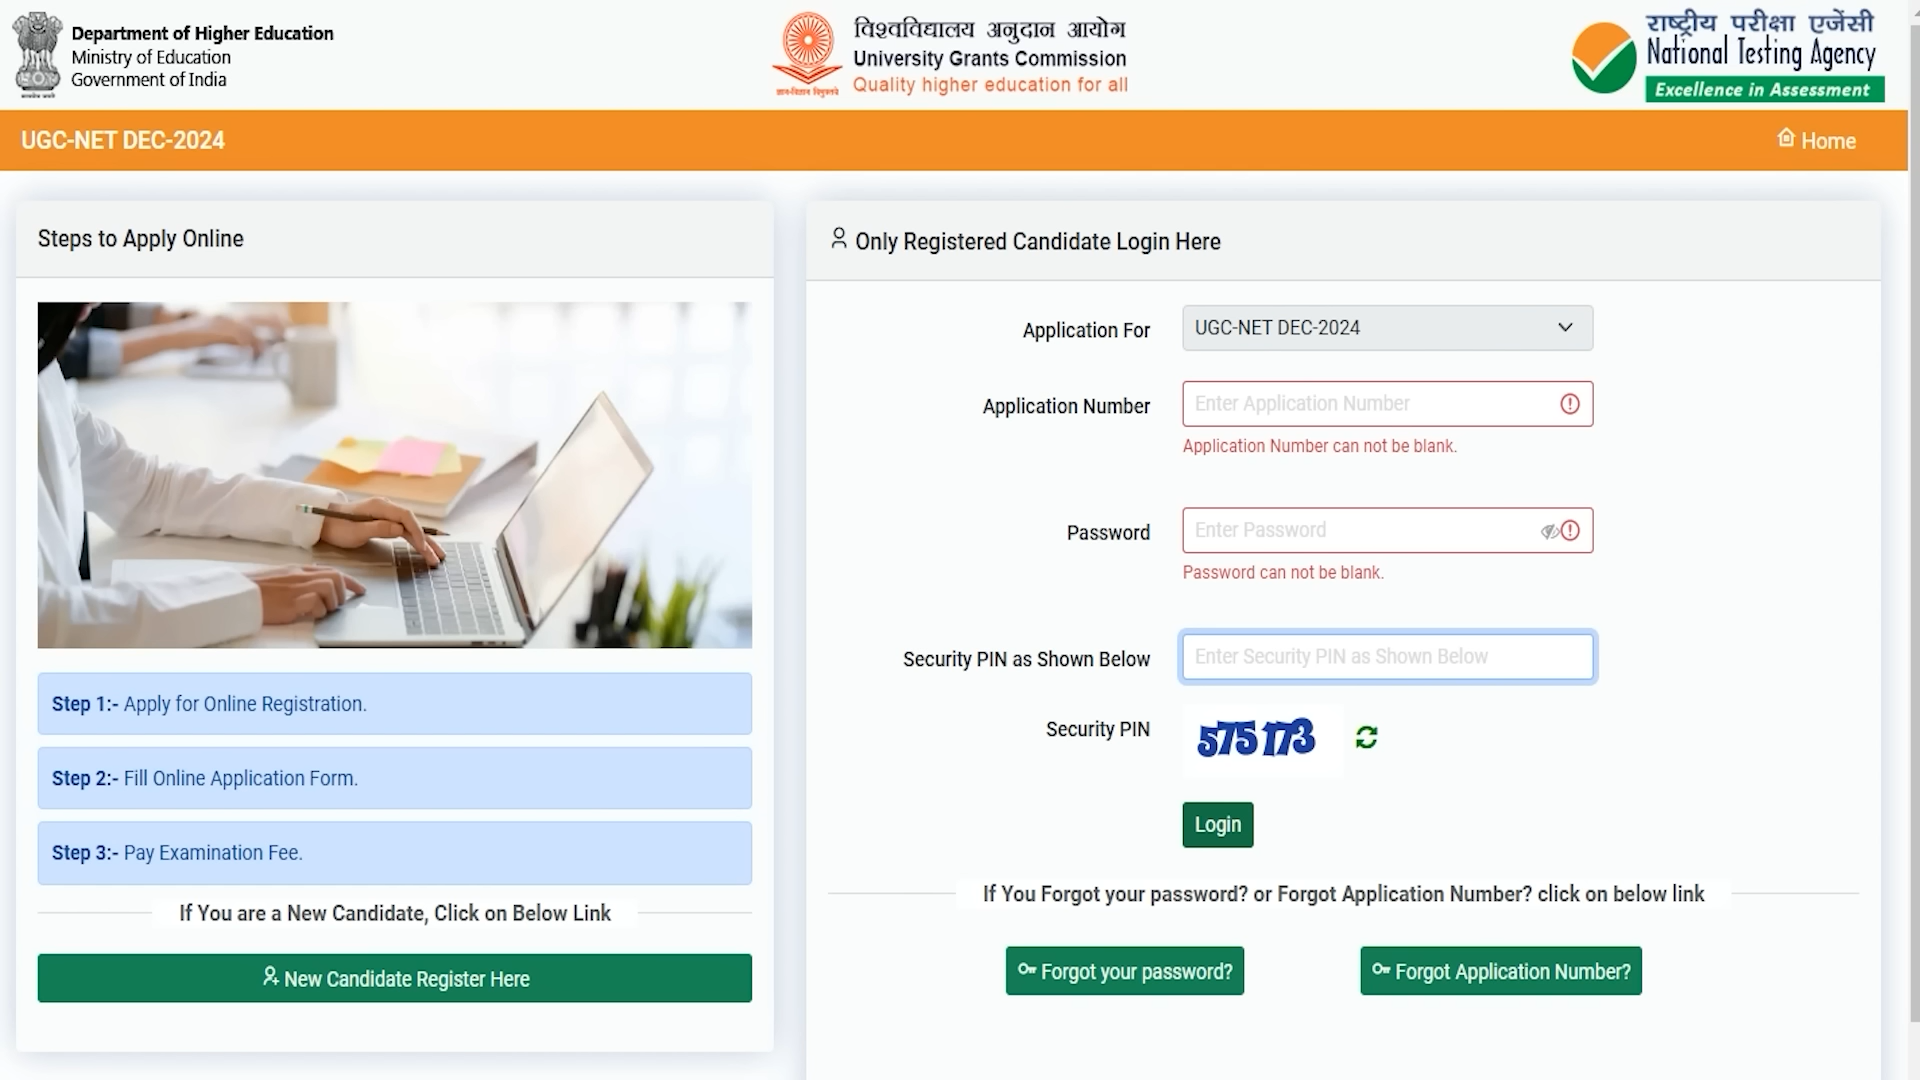 Department of Higher Education
Ministry of Education
Government of India
विश्वविद्यालय अनुदान आयोग
University Grants Commission
Quality higher education for all
ज्ञान-विज्ञान विमुक्तये
राष्ट्रीय परीक्षा एजेंसी
National Testing Agency
Excellence in Assessment
UGC-NET DEC-2024
Home
Steps to Apply Online
Step 1:- Apply for Online Registration.
Step 2:- Fill Online Application Form.
Step 3:- Pay Examination Fee.
If You are a New Candidate, Click on Below Link
New Candidate Register Here
Only Registered Candidate Login Here
Application For UGC-NET DEC-2024
Application Number Enter Application Number
Application Number can not be blank.
Password Enter Password
Password can not be blank.
Security PIN as Shown Below Enter Security PIN as Shown Below
Security PIN 575173
Login
If You Forgot your password? or Forgot Application Number? click on below link
Forgot your password? Forgot Application Number?